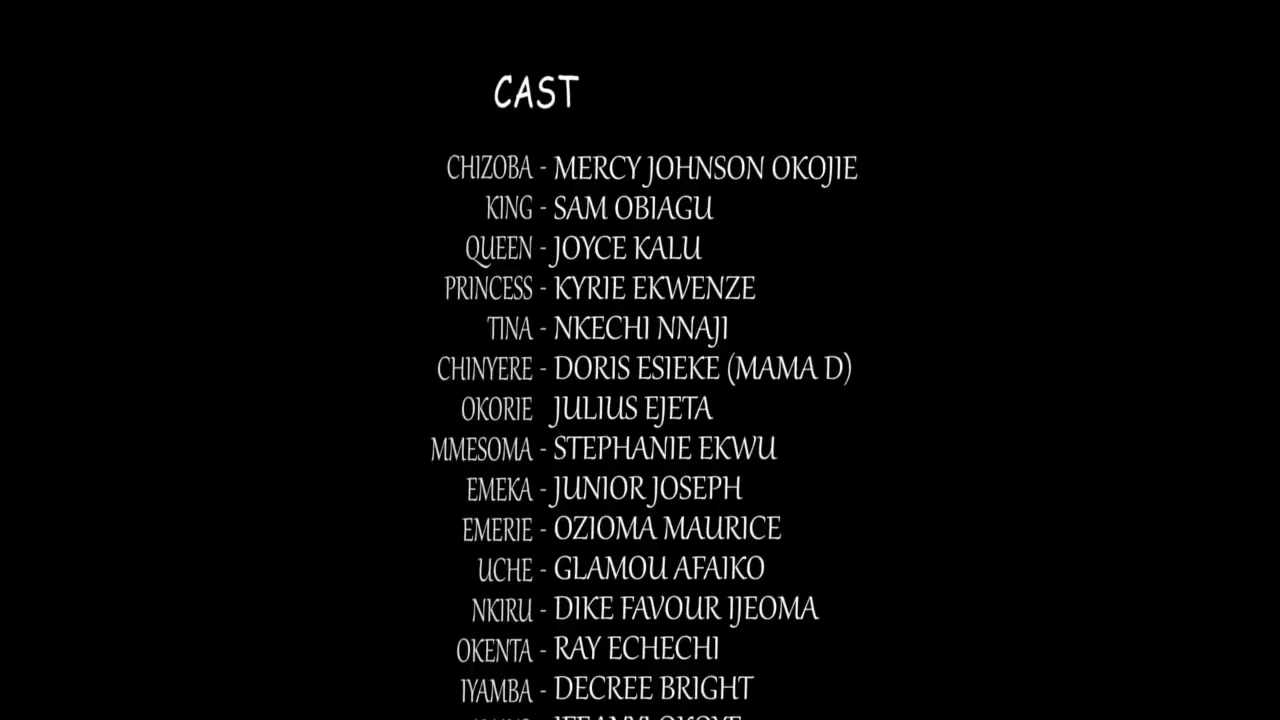 CAST
CHIZOBA - MERCY JOHNSON OKOJIE
KING - SAM OBIAGU
QUEEN - JOYCE KALU
PRINCESS - KYRIE EKWENZE
TINA - NKECHI NNAJI
CHINYERE - DORIS ESIEKE (MAMA D)
OKORIE JULIUS EJETA
MMESOMA - STEPHANIE EKWU
EMEKA - JUNIOR JOSEPH
EMERIE - OZIOMA MAURICE
UCHE - GLAMOU AFAIKO
NKIRU - DIKE FAVOUR IJEOMA
OKENTA - RAY ECHECHI
IYAMBA - DECREE BRIGHT